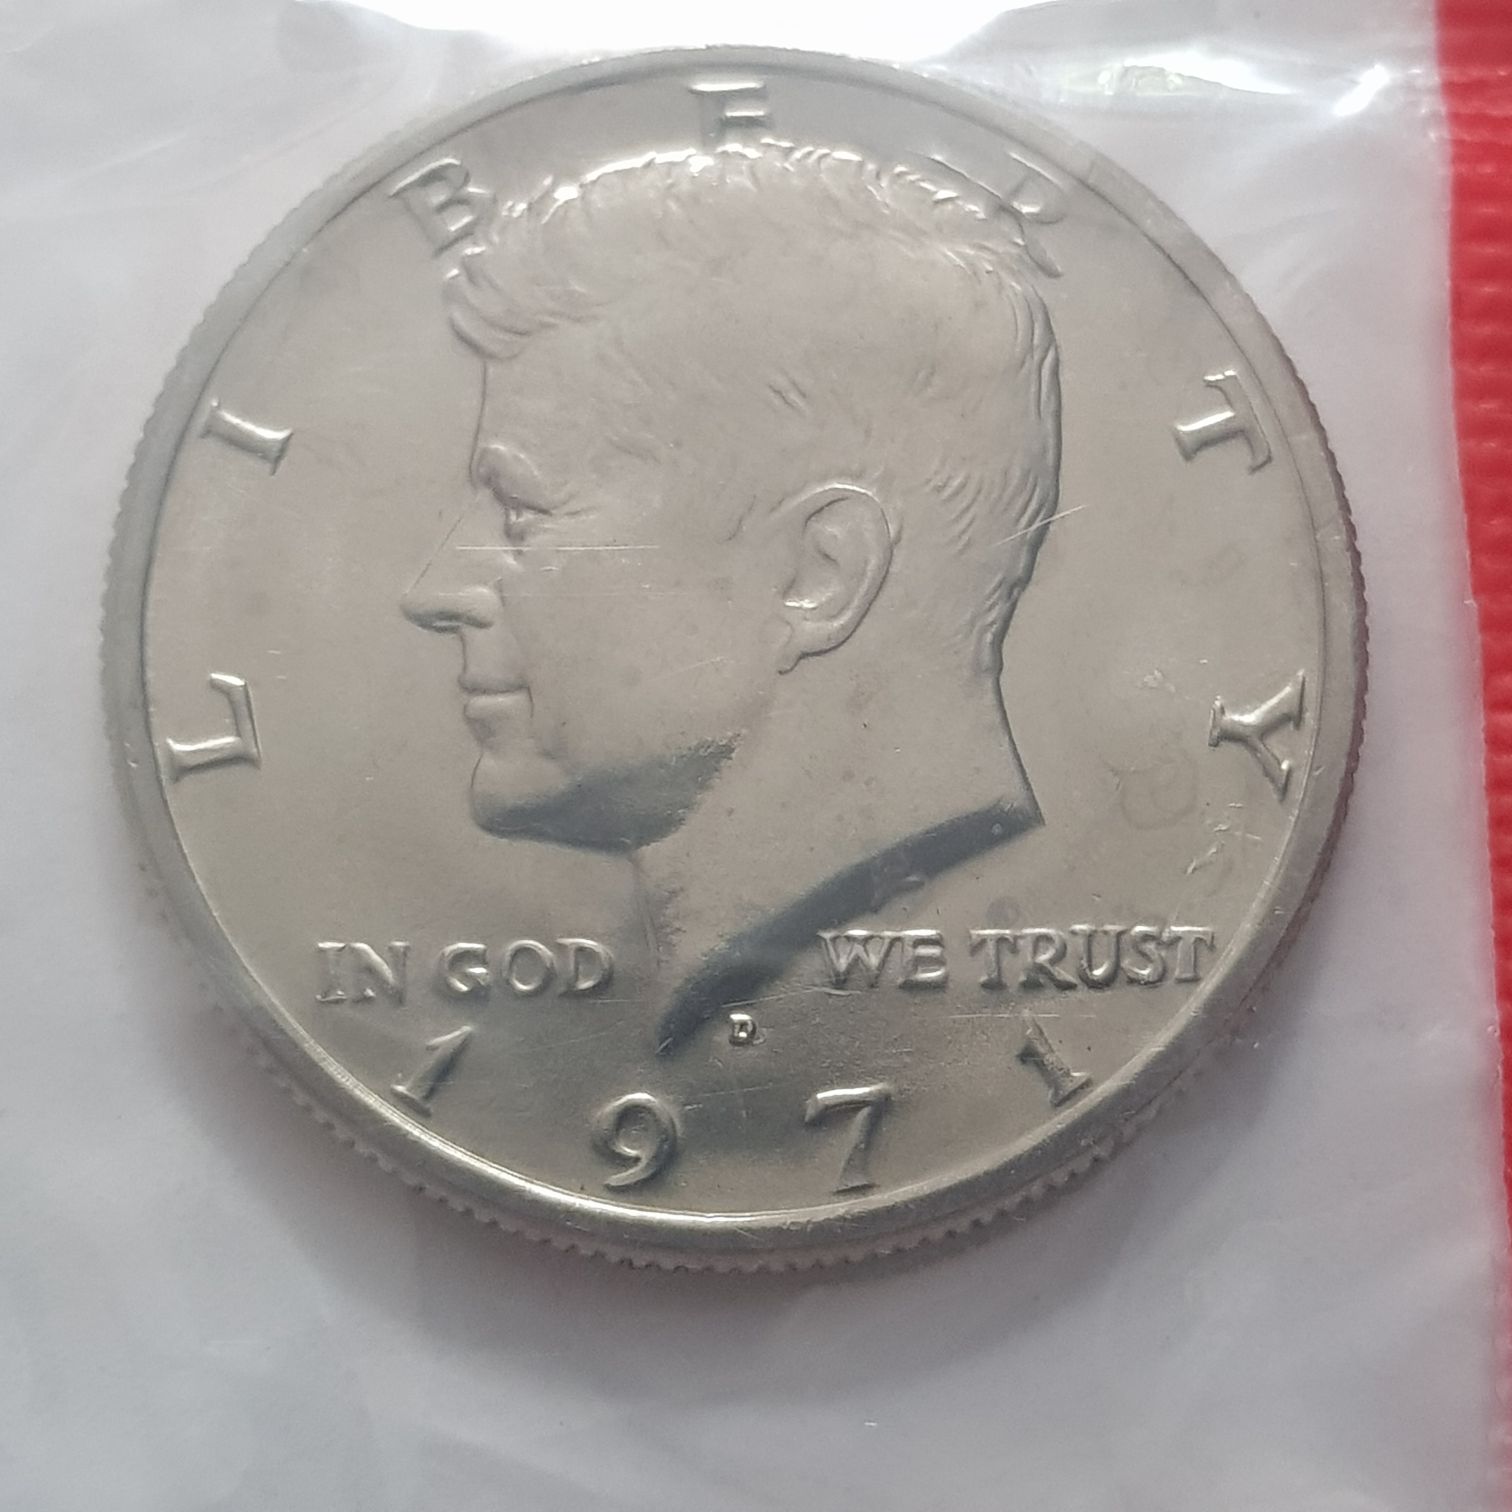 LIBERTY
IN GOD WE TRUST
D
1971